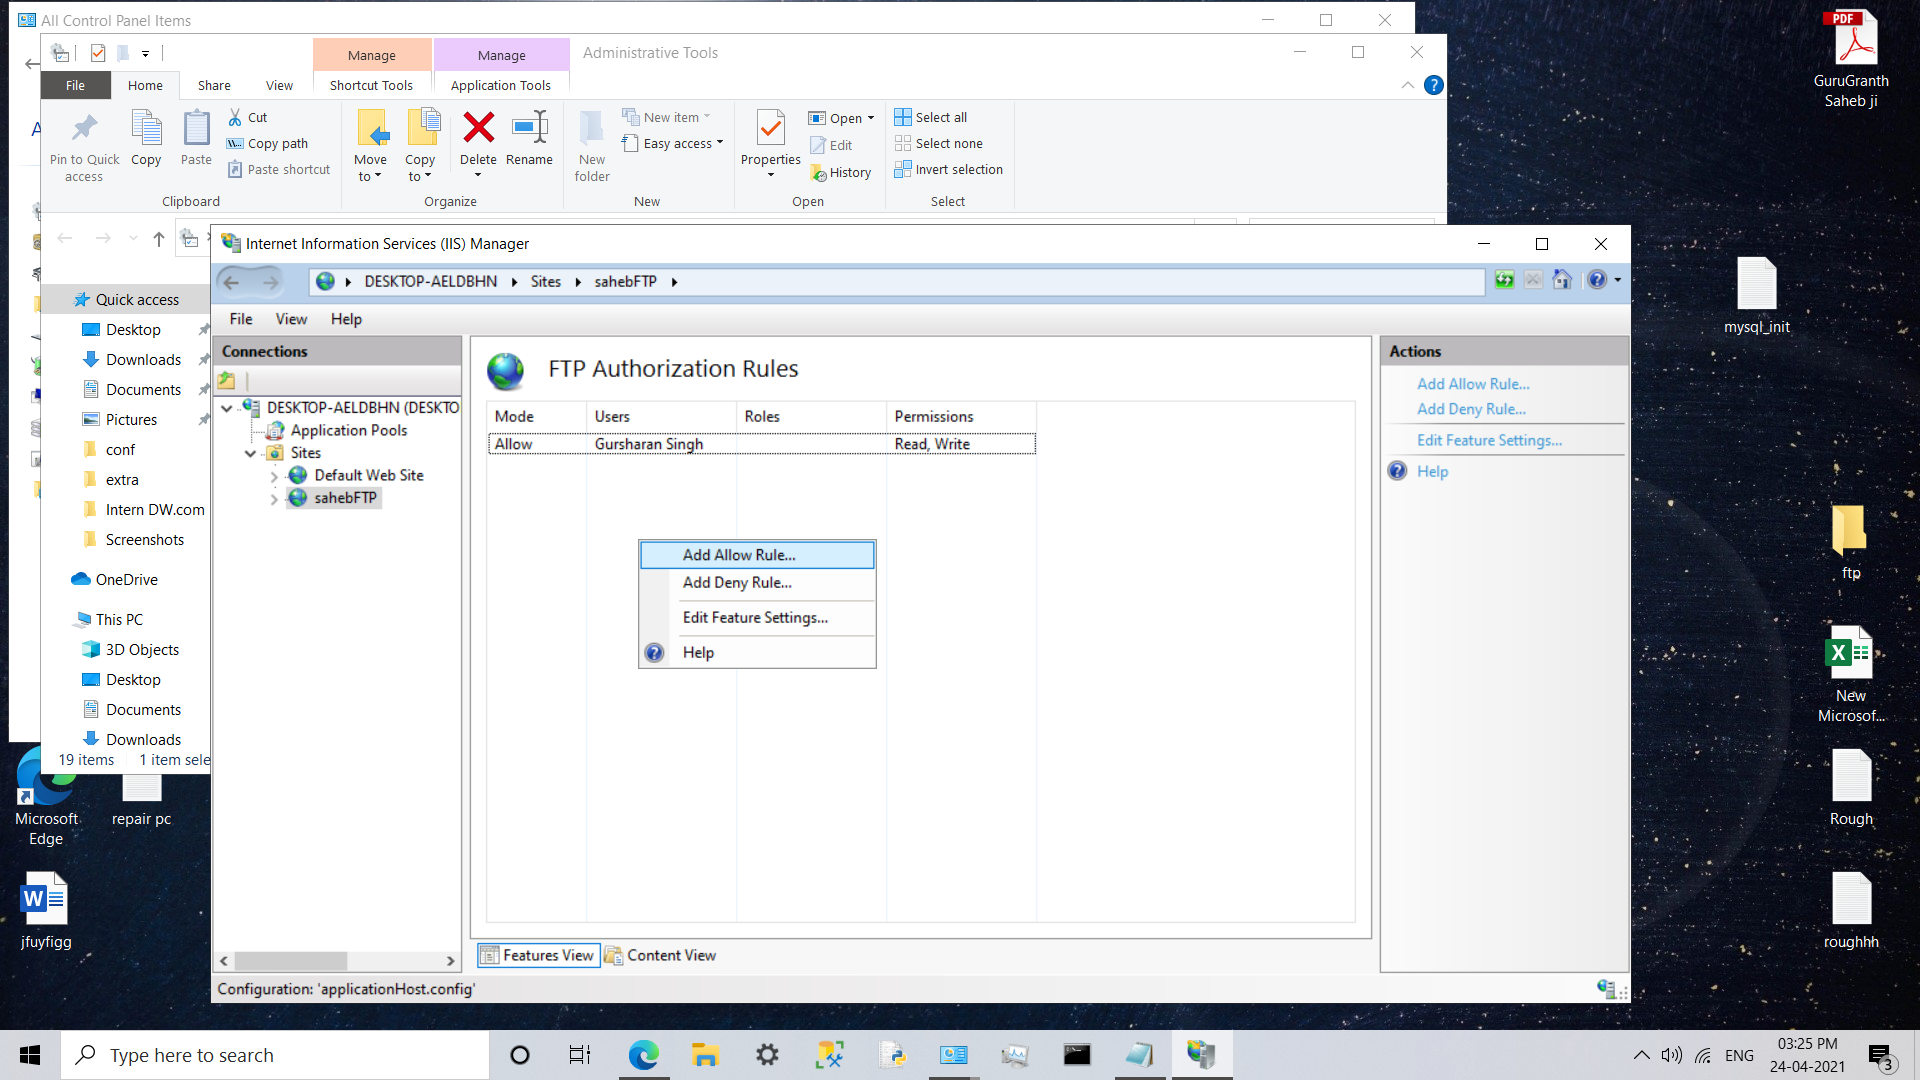 All Control Panel Items
Manage
Manage
Administrative Tools
File
Home
Share
View
Shortcut Tools
Application Tools
Pin to Quick access
Copy
Paste
Cut
Copy path
Paste shortcut
Clipboard
Move to
Copy to
Delete
Rename
Organize
New folder
New item
Easy access
New
Properties
Open
Edit
History
Open
Select all
Select none
Invert selection
Select
Quick access
Desktop
Downloads
Documents
Pictures
conf
extra
Intern DW.com
Screenshots
OneDrive
This PC
3D Objects
Desktop
Documents
Downloads
19 items
1 item sele
Internet Information Services (IIS) Manager
DESKTOP-AELDBHN
Sites
sahebFTP
File
View
Help
Connections
DESKTOP-AELDBHN (DESKTO
Application Pools
Sites
Default Web Site
sahebFTP
FTP Authorization Rules
Mode
Users
Roles
Permissions
Allow
Gursharan Singh
Read, Write
Add Allow Rule...
Add Deny Rule...
Edit Feature Settings...
Help
Features View
Content View
Configuration: 'applicationHost.config'
Actions
Add Allow Rule...
Add Deny Rule...
Edit Feature Settings...
Help
PDF
GuruGranth
Saheb ji
mysql_init
ftp
New
Microsof...
Rough
roughhh
Microsoft
Edge
repair pc
jfuyfigg
Type here to search
ENG
03:25 PM
24-04-2021
3